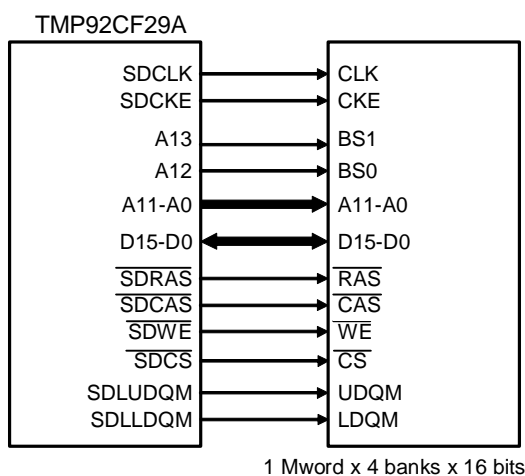 TMP92CF29A
SDCLK CLK
SDCKE CKE
A13 BS1
A12 BS0
A11-A0 A11-A0
D15-D0 D15-D0
SDRAS RAS
SDCAS CAS
SDWE WE
SDCS CS
SDLUDQM UDQM
SDLLDQM LDQM
1 Mword x 4 banks x 16 bits